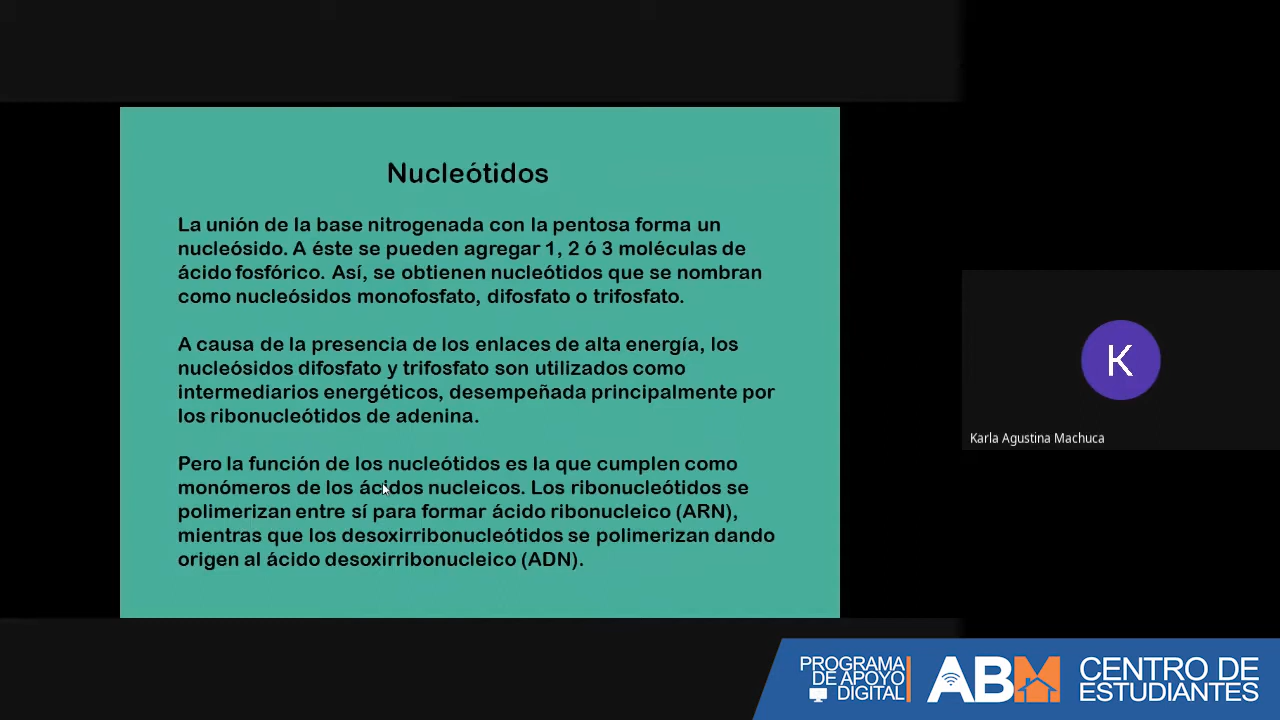 Nucleótidos
La unión de la base nitrogenada con la pentosa forma un
nucleósido. A éste se pueden agregar 1, 2 ó 3 moléculas de
ácido fosfórico. Así, se obtienen nucleótidos que se nombran
como nucleósidos monofosfato, difosfato o trifosfato.
A causa de la presencia de los enlaces de alta energía, los
nucleósidos difosfato y trifosfato son utilizados como
intermediarios energéticos, desempeñada principalmente por
los ribonucleótidos de adenina.
Pero la función de los nucleótidos es la que cumplen como
monómeros de los ácidos nucleicos. Los ribonucleótidos se
polimerizan entre sí para formar ácido ribonucleico (ARN),
mientras que los desoxirribonucleótidos se polimerizan dando
origen al ácido desoxirribonucleico (ADN).
K
Karla Agustina Machuca
PROGRAMA
DE APOYO
DIGITAL
ABM
CENTRO DE
ESTUDIANTES